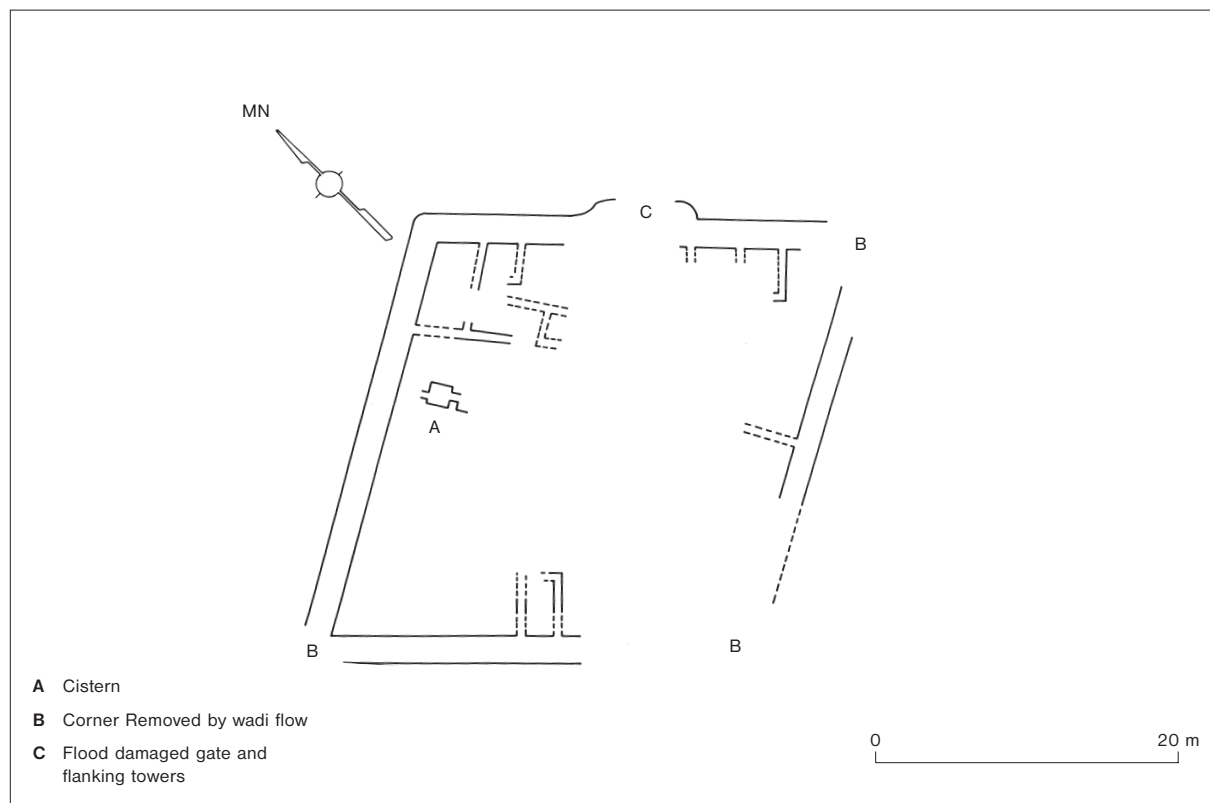 MN
C
B
A
B
B
A Cistern
B Corner Removed by wadi flow
C Flood damaged gate and
flanking towers
0 20 m